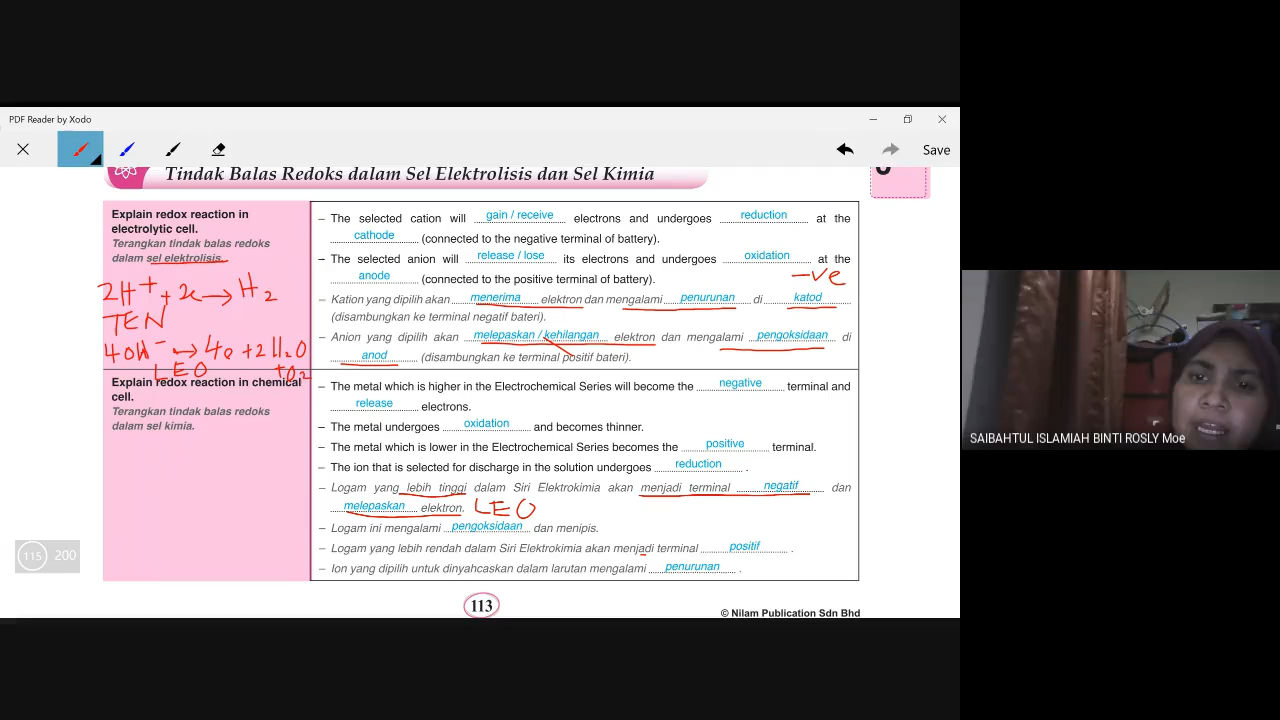 PDF Reader by Xodo
Save
Tindak Balas Redoks dalam Sel Elektrolisis dan Sel Kimia
Explain redox reaction in
electrolytic cell.
Terangkan tindak balas redoks
dalam sel elektrolisis.
2H+ + 2e → H2
TEN
4OH- → 4e + 2H2O
+O2
LEO
– The selected cation will gain / receive electrons and undergoes reduction at the
cathode (connected to the negative terminal of battery).
– The selected anion will release / lose its electrons and undergoes oxidation at the
anode (connected to the positive terminal of battery).
-ve
– Kation yang dipilih akan menerima elektron dan mengalami penurunan di katod
(disambungkan ke terminal negatif bateri).
– Anion yang dipilih akan melepaskan / kehilangan elektron dan mengalami pengoksidaan di
anod (disambungkan ke terminal positif bateri).
Explain redox reaction in chemical
cell.
Terangkan tindak balas redoks
dalam sel kimia.
– The metal which is higher in the Electrochemical Series will become the negative terminal and
release electrons.
– The metal undergoes oxidation and becomes thinner.
– The metal which is lower in the Electrochemical Series becomes the positive terminal.
– The ion that is selected for discharge in the solution undergoes reduction .
– Logam yang lebih tinggi dalam Siri Elektrokimia akan menjadi terminal negatif dan
melepaskan elektron. LEO
– Logam ini mengalami pengoksidaan dan menipis.
– Logam yang lebih rendah dalam Siri Elektrokimia akan menjadi terminal positif .
– Ion yang dipilih untuk dinyahcaskan dalam larutan mengalami penurunan .
115 200
113
© Nilam Publication Sdn Bhd
SAIBAHTUL ISLAMIAH BINTI ROSLY Moe